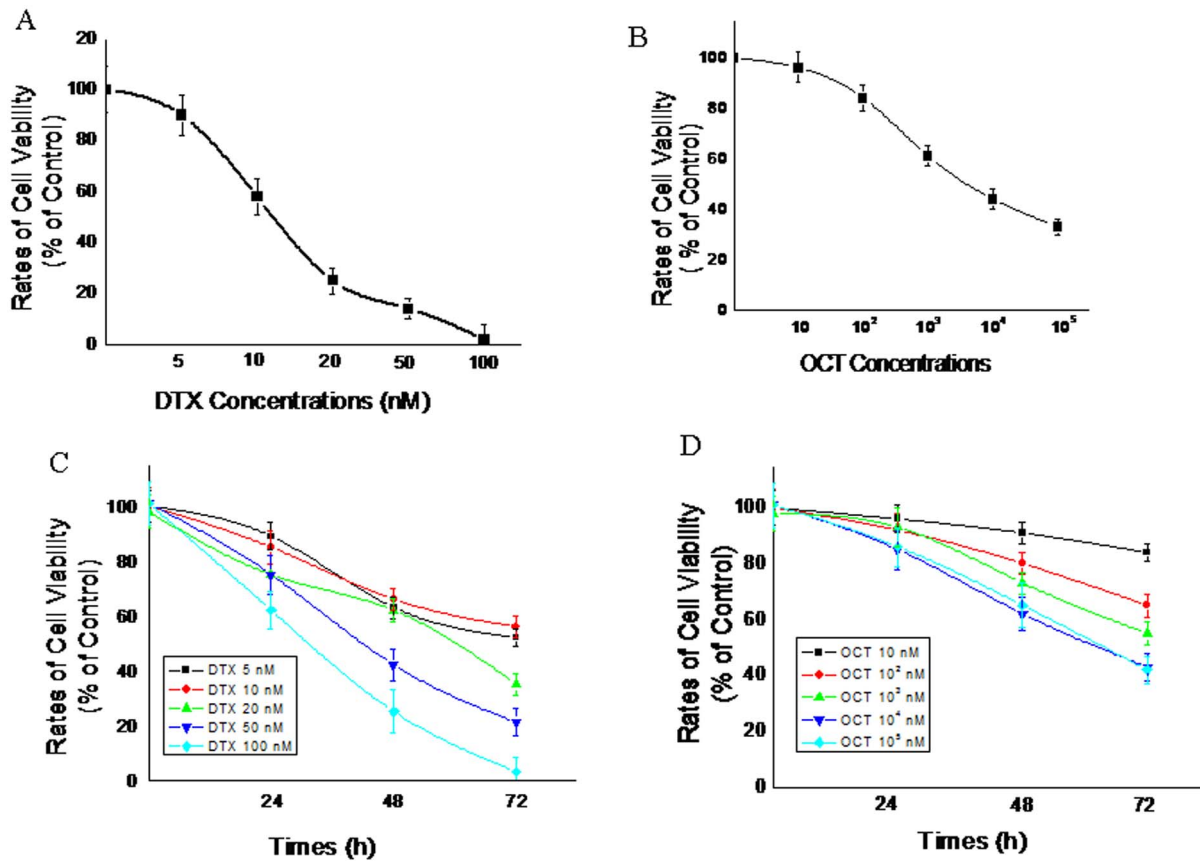 A
20
100
80
60
40
20
0
Rates of Cell Vability
(% of Control)
5 10 20 50 100
DTX Concentrations (nM)
B
100
80
60
40
20
0
Rates of Cell Vability
( % of Control)
10 10² 10³ 10⁴ 10⁵
OCT Concentrations
C
100
80
60
40
20
0
Rates of Cell Vlability
(% of Control)
DTX 5 nM
DTX 10 nM
DTX 20 nM
DTX 50 nM
DTX 100 nM
24 48 72
Times (h)
D
100
80
60
40
20
0
Rates of Cell Vlability
(% of Control)
OCT 10 nM
OCT 10² nM
OCT 10³ nM
OCT 10⁴ nM
OCT 10⁵ nM
24 48 72
Times (h)